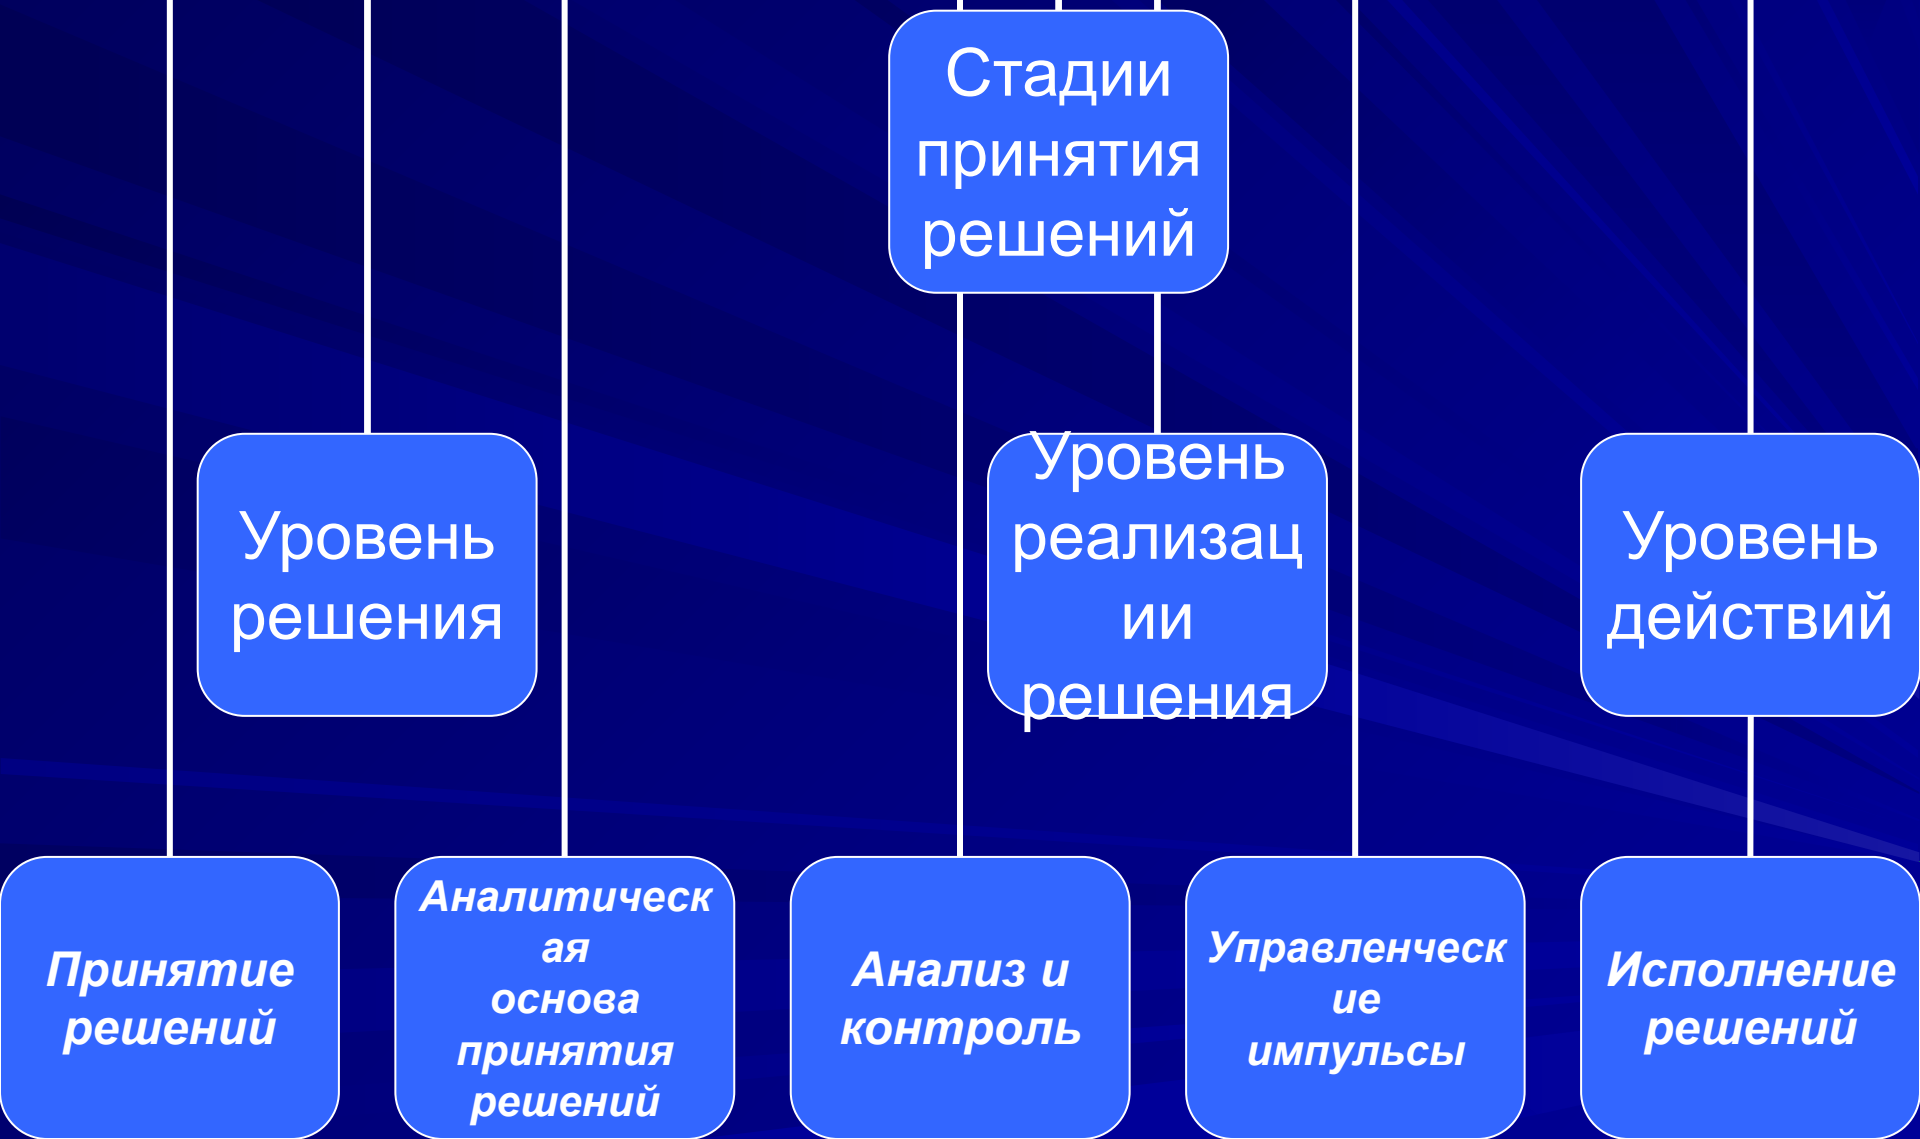 Стадии
принятия
решений
Уровень
решения
Уровень
реализац
ии
решения
Уровень
действий
Принятие
решений
Аналитическ
ая
основа
принятия
решений
Анализ и
контроль
Управленческ
ие
импульсы
Исполнение
решений